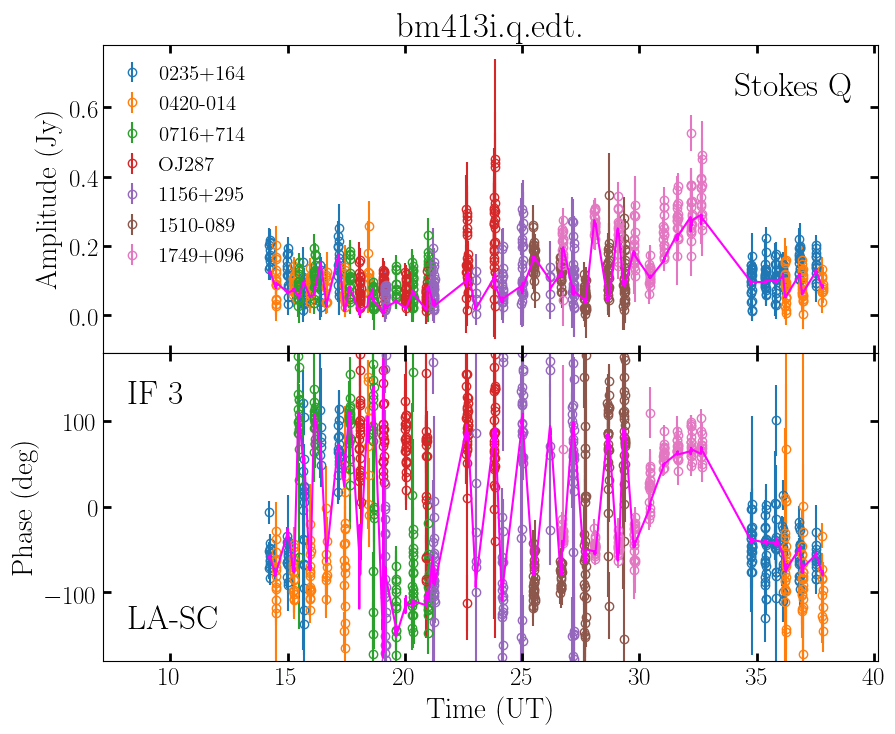 bm413i.q.edt.
Stokes Q
0235+164
0420-014
0716+714
OJ287
1156+295
1510-089
1749+096
Amplitude (Jy)
0.6
0.4
0.2
0.0
IF 3
LA-SC
Phase (deg)
100
0
−100
10 15 20 25 30 35 40
Time (UT)